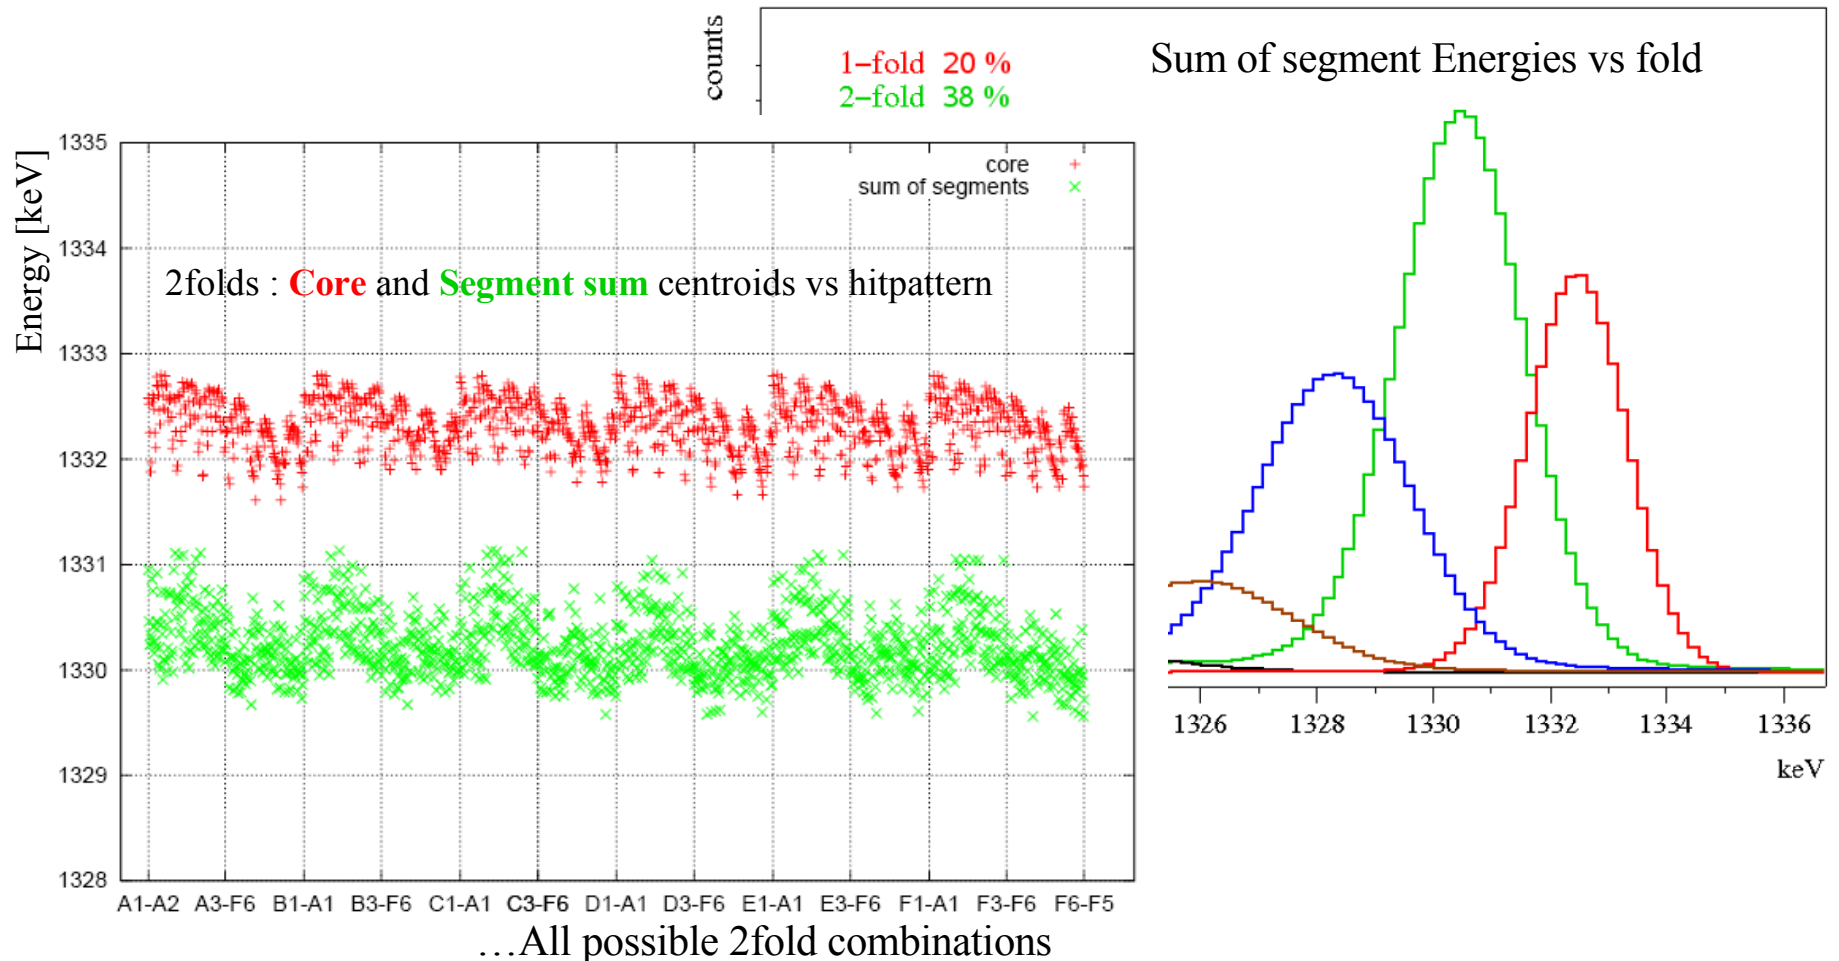 counts
1–fold 20 %
2–fold 38 %
Sum of segment Energies vs fold
Energy [keV]
1335
1334
1333
1332
1331
1330
1329
1328
core
sum of segments
2folds : Core and Segment sum centroids vs hitpattern
A1-A2 A3-F6 B1-A1 B3-F6 C1-A1 C3-F6 D1-A1 D3-F6 E1-A1 E3-F6 F1-A1 F3-F6 F6-F5
…All possible 2fold combinations
1326 1328 1330 1332 1334 1336
keV